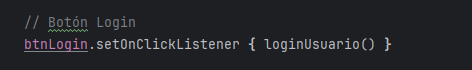 // Botón Login
btnLogin.setOnClickListener { loginUsuario() }